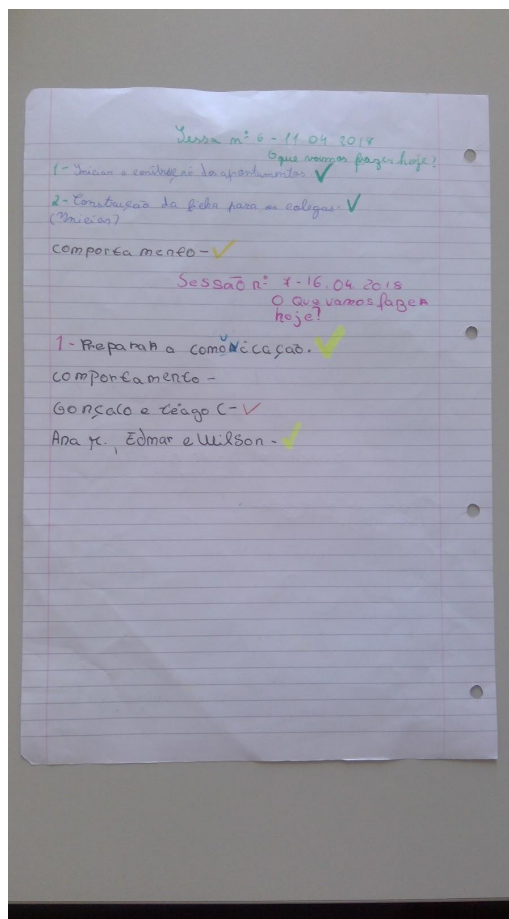 Sessa nº 6 - 11 04 2018
O que vamos fazer hoje!
1 - Iniciar a construção dos apontamentos ✓
2 - Construção da ficha para os colegas. ✓
(Iniciar)
comportamento - ✓
Sessão nº 7 - 16.04.2018
O que vamos fazer
hoje?
1 - Preparar a comunicação. ✓
comportamento -
Gonçalo e tiago C - ✓
Ana M., Edmar e Wilson - ✓